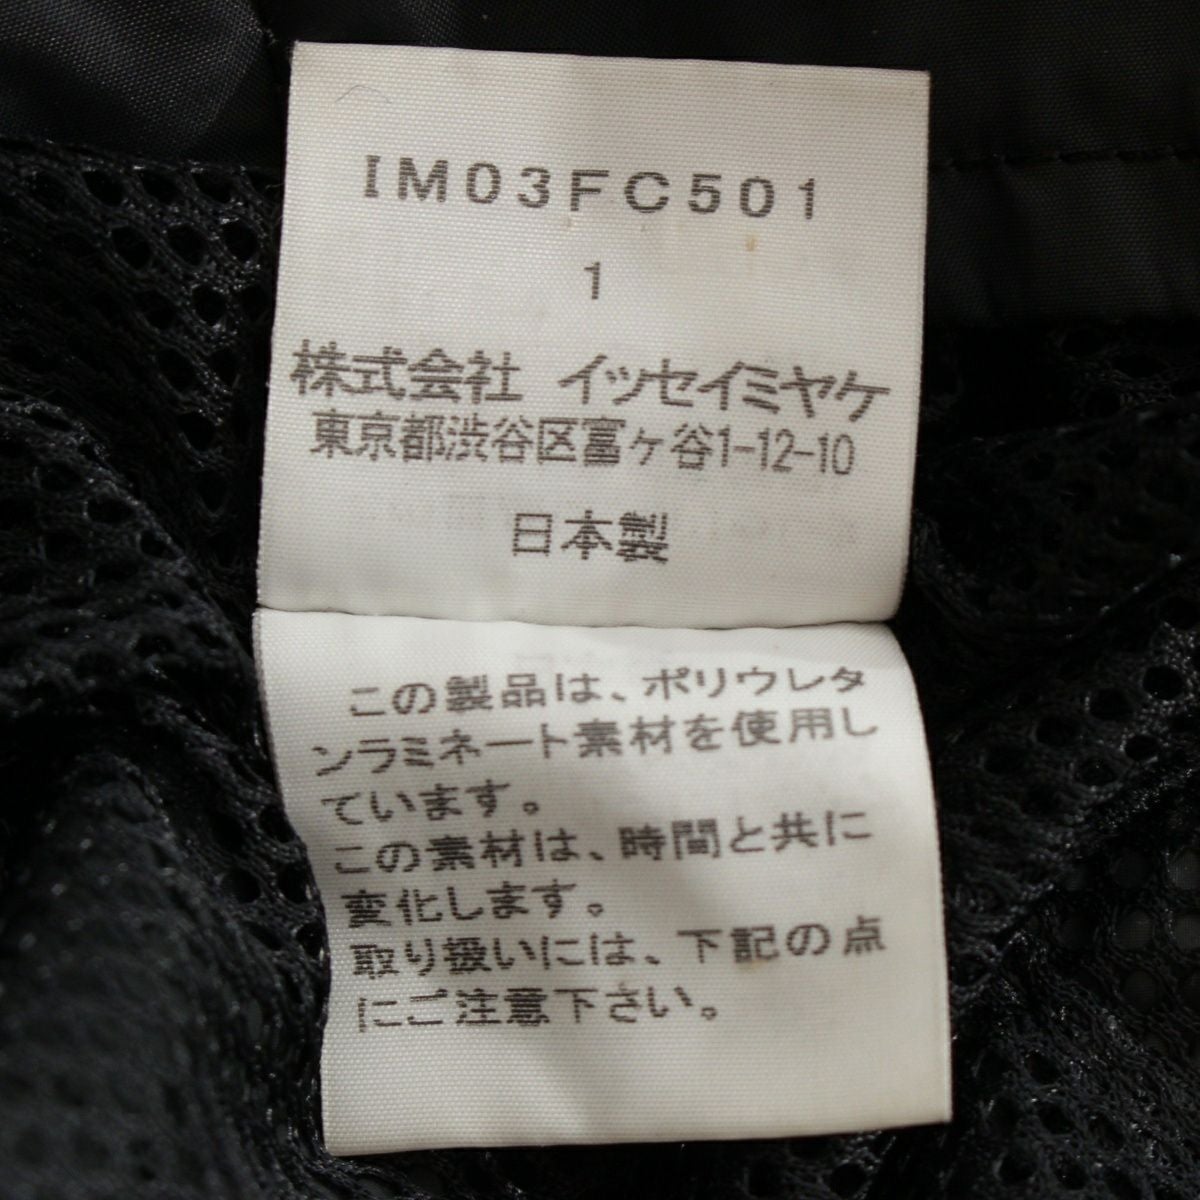 IM03FC501
1
株式会社 イッセイミヤケ
東京都渋谷区富ヶ谷1-12-10
日本製
この製品は、ポリウレタ
ンラミネート素材を使用し
ています。
この素材は、時間と共に
変化します。
取り扱いには、下記の点
にご注意下さい。